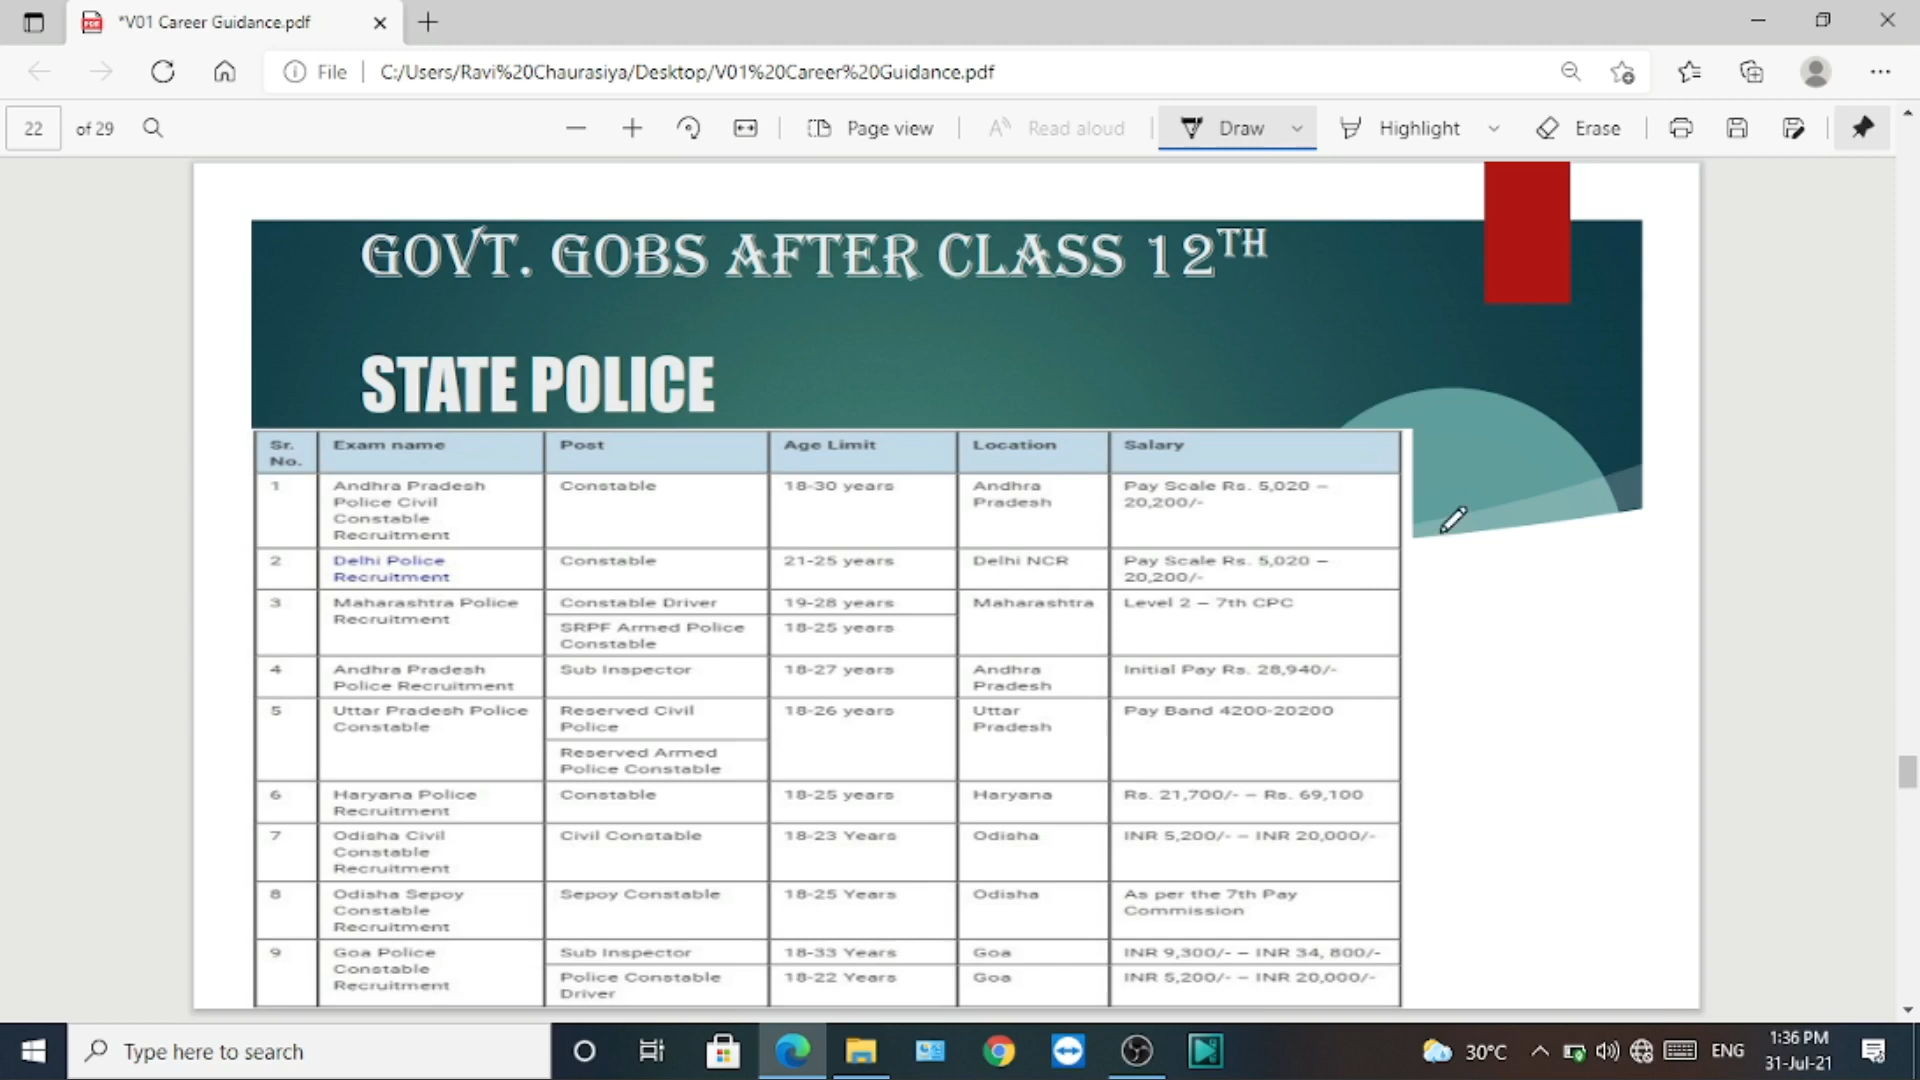 *V01 Career Guidance.pdf
File
C:/Users/Ravi%20Chaurasiya/Desktop/V01%20Career%20Guidance.pdf
22 of 29
Page view
Read aloud
Draw
Highlight
Erase
GOVT. GOBS AFTER CLASS 12TH
STATE POLICE
Sr. No. Exam name Post Age Limit Location Salary
1 Andhra Pradesh Police Civil Constable Recruitment Constable 18-30 years Andhra Pradesh Pay Scale Rs. 5,020 – 20,200/-
2 Delhi Police Recruitment Constable 21-25 years Delhi NCR Pay Scale Rs. 5,020 – 20,200/-
3 Maharashtra Police Recruitment Constable Driver 19-28 years Maharashtra Level 2 – 7th CPC
SRPF Armed Police Constable 18-25 years
4 Andhra Pradesh Police Recruitment Sub Inspector 18-27 years Andhra Pradesh Initial Pay Rs. 28,940/-
5 Uttar Pradesh Police Constable Reserved Civil Police 18-26 years Uttar Pradesh Pay Band 4200-20200
Reserved Armed Police Constable
6 Haryana Police Recruitment Constable 18-25 years Haryana Rs. 21,700/- – Rs. 69,100
7 Odisha Civil Constable Recruitment Civil Constable 18-23 Years Odisha INR 5,200/- – INR 20,000/-
8 Odisha Sepoy Constable Recruitment Sepoy Constable 18-25 Years Odisha As per the 7th Pay Commission
9 Goa Police Constable Recruitment Sub Inspector 18-33 Years Goa INR 9,300/- – INR 34, 800/-
Police Constable Driver 18-22 Years Goa INR 5,200/- – INR 20,000/-
Type here to search
30°C
ENG
1:36 PM
31-Jul-21